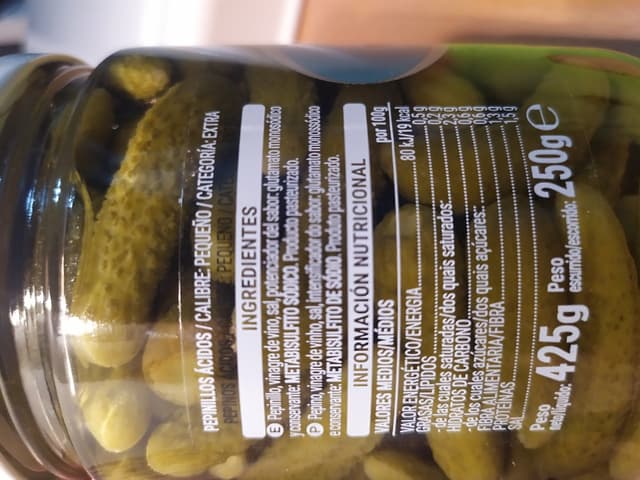 PEPINILLOS ÁCIDOS / CALIBRE: PEQUEÑO / CATEGORÍA: EXTRA
INGREDIENTES
E Pepinillo, vinagre de vino, sal, potenciador del sabor: glutamato monosódico
y conservante: METABISULFITO SÓDICO. Producto pasteurizado.
P Pepino, vinagre de vinho, sal, intensificador do sabor: glutamato monossódico
e conservante: METABISULFITO DE SÓDIO. Produto pasteurizado.
INFORMACIÓN NUTRICIONAL
VALORES MEDIOS/MÉDIOS por 100g
VALOR ENERGÉTICO/ENERGIA 80 kJ/19 kcal
GRASAS/LÍPIDOS
- de las cuales saturadas/dos quais saturados:
HIDRATOS DE CARBONO
- de los cuales azúcares/dos quais açúcares:
FIBRA ALIMENTARIA/FIBRA
PROTEÍNAS
SAL
Peso neto/líquido: 425g Peso escurrido/escorrido: 250g e